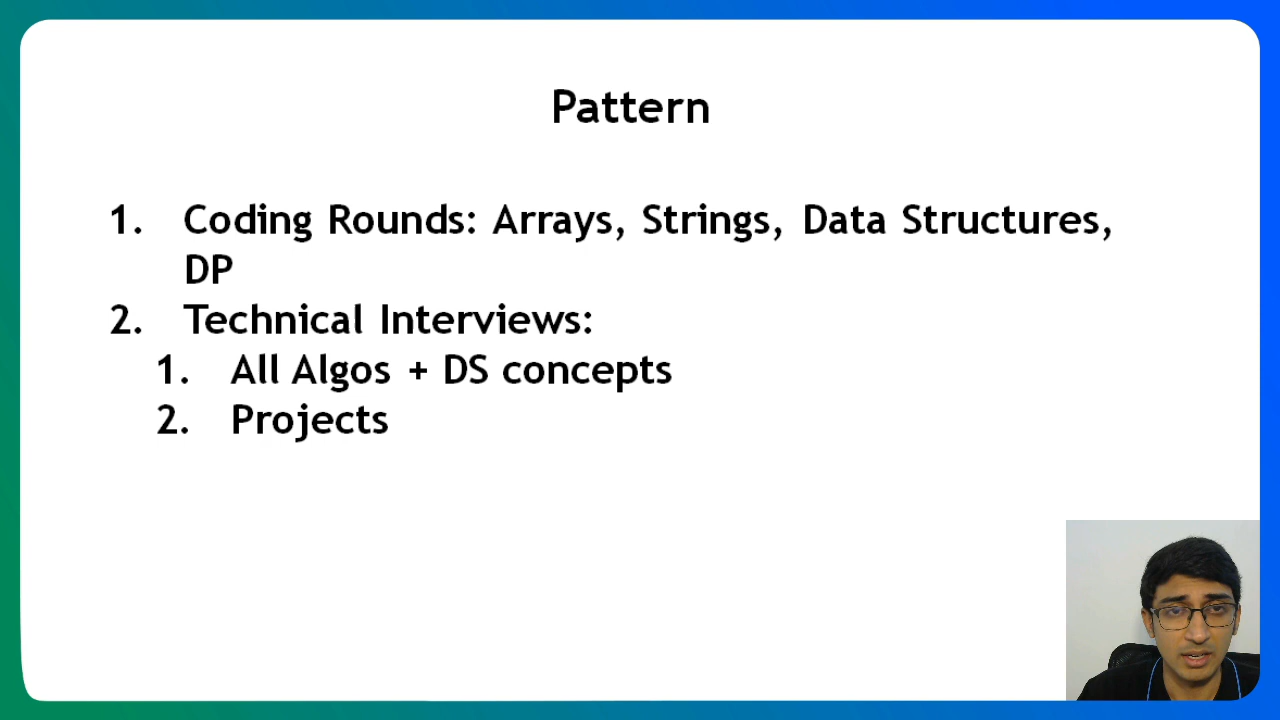 Pattern
1. Coding Rounds: Arrays, Strings, Data Structures,
DP
2. Technical Interviews:
1. All Algos + DS concepts
2. Projects